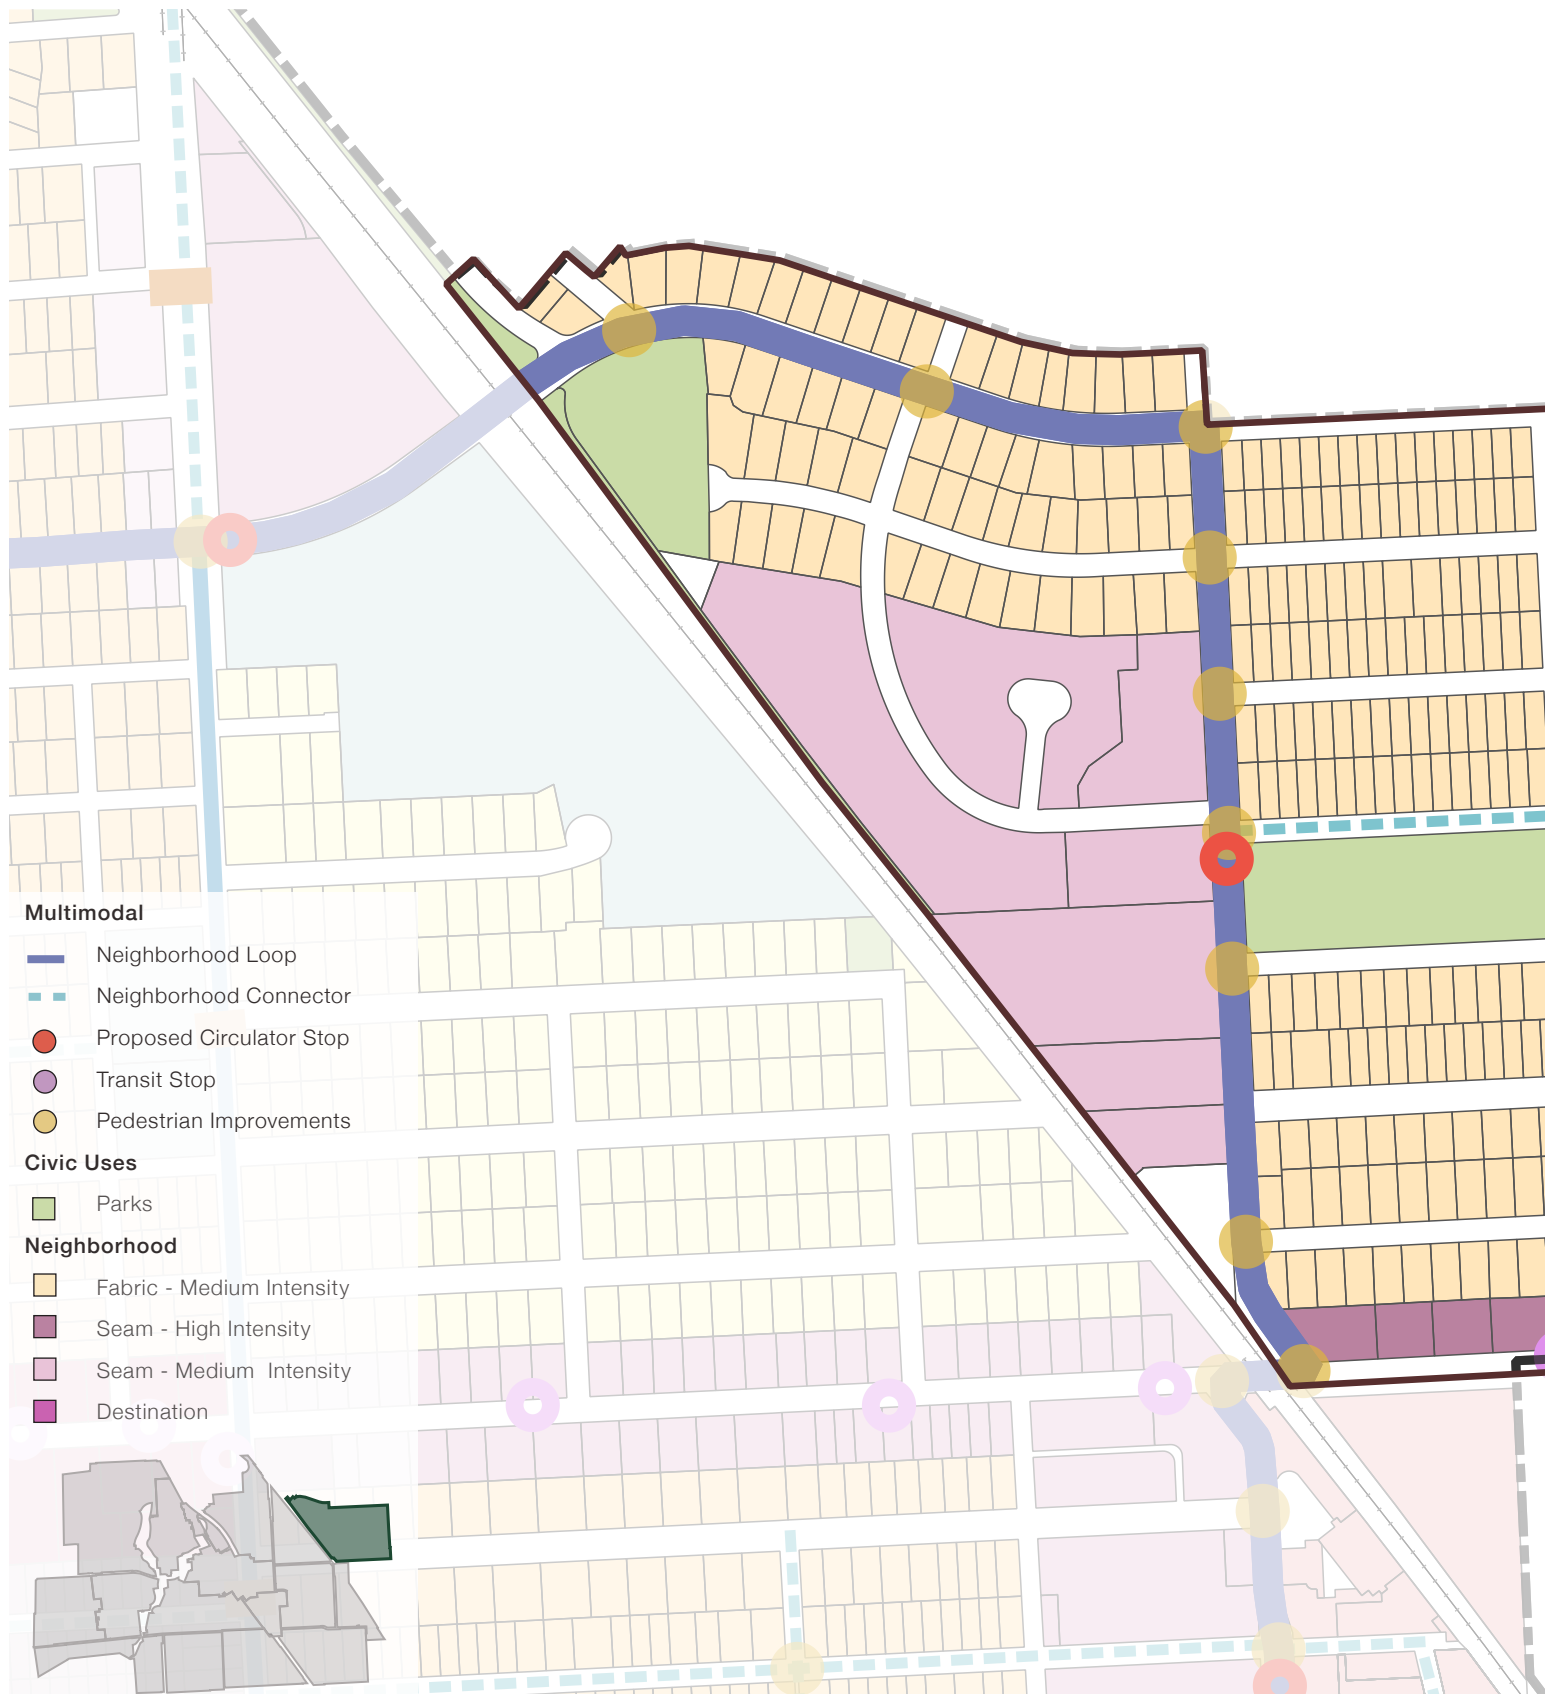 Multimodal
Neighborhood Loop
Neighborhood Connector
Proposed Circulator Stop
Transit Stop
Pedestrian Improvements
Civic Uses
Parks
Neighborhood
Fabric - Medium Intensity
Seam - High Intensity
Seam - Medium  Intensity
Destination